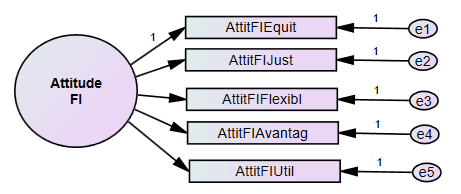 1
AttitFIEquit
1
e1
AttitFIJust
1
e2
Attitude
FI
AttitFIFlexibl
1
e3
AttitFIAvantag
1
e4
AttitFIUtil
1
e5